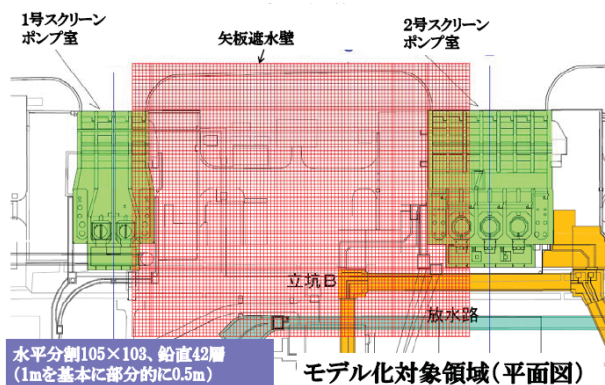 1号スクリーン
ポンプ室
矢板遮水壁
2号スクリーン
ポンプ室
立坑B
放水路
水平分割105×103、鉛直42層
(1mを基本に部分的に0.5m)
モデル化対象領域(平面図)